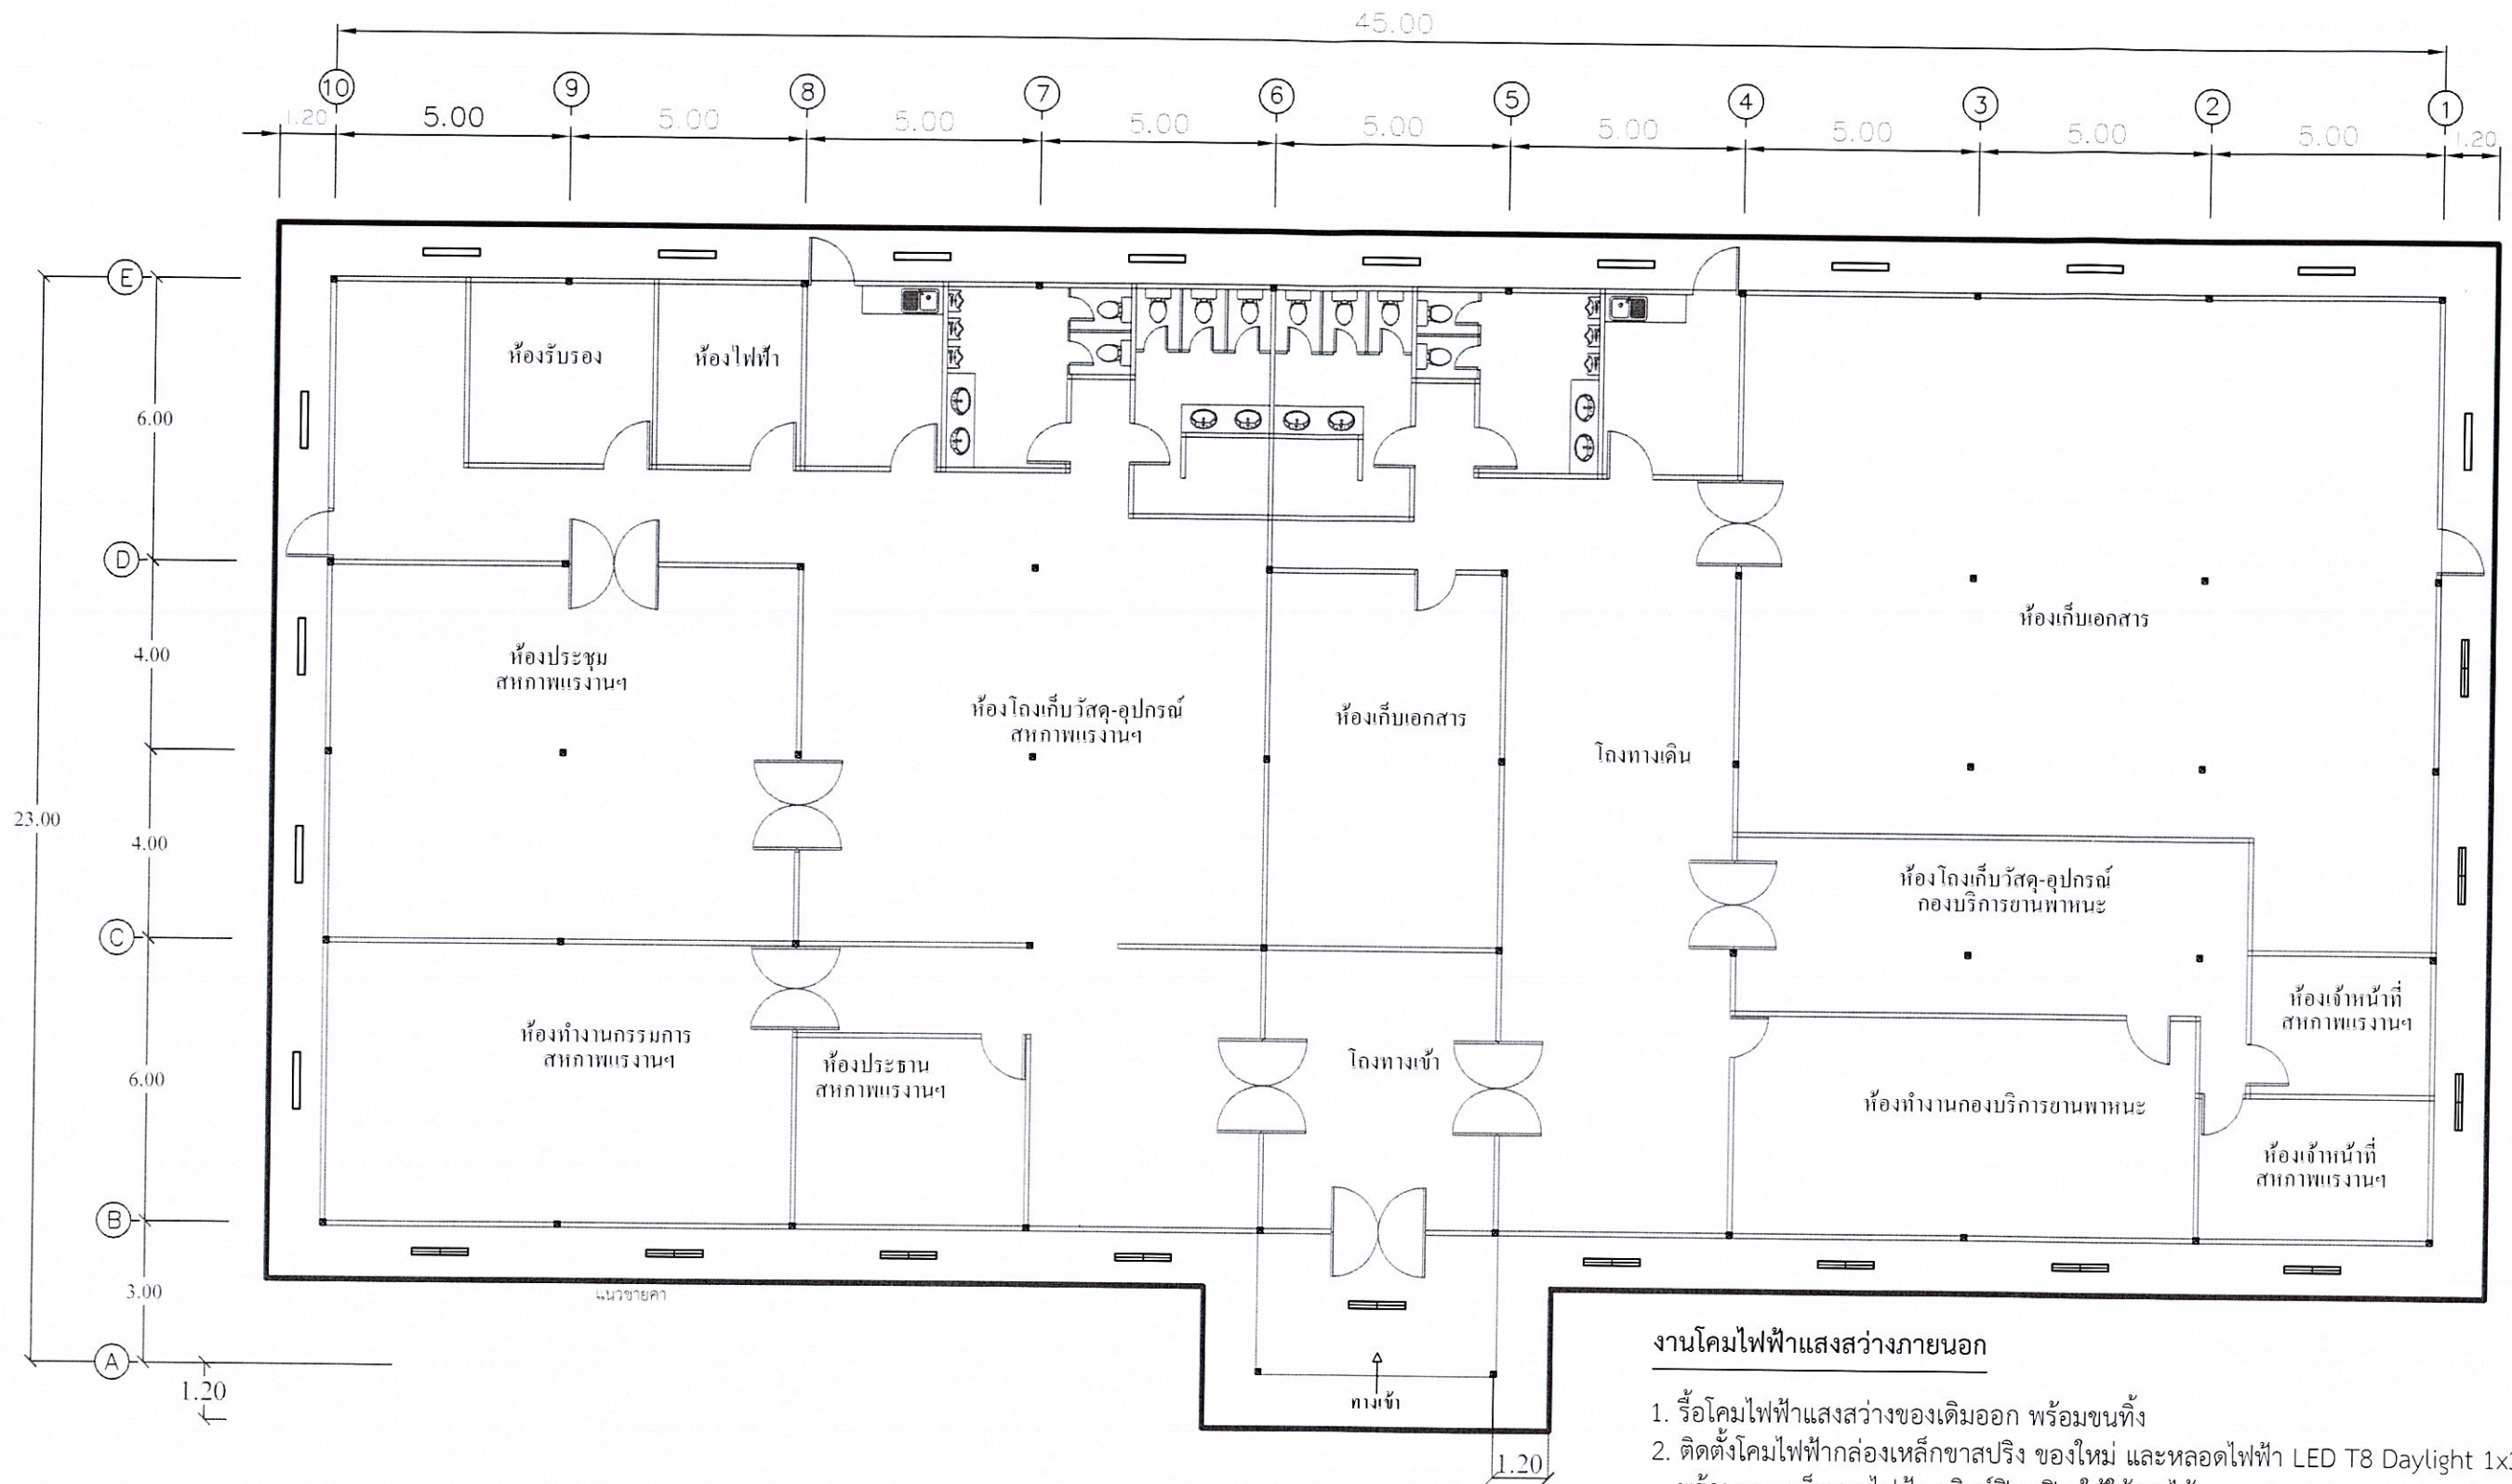 45.00
10 9 8 7 6 5 4 3 2 1
1.20 5.00 5.00 5.00 5.00 5.00 5.00 5.00 5.00 5.00 1.20
E
6.00
D
4.00
23.00
4.00
C
6.00
B
3.00
A
1.20
ห้องรับรอง
ห้องไฟฟ้า
ห้องประชุม
สหภาพแรงานฯ
ห้องโถงเก็บวัสดุ-อุปกรณ์
สหภาพแรงานฯ
ห้องเก็บเอกสาร
โถงทางเดิน
ห้องเก็บเอกสาร
ห้องโถงเก็บวัสดุ-อุปกรณ์
กองบริการยานพาหนะ
ห้องทำงานกรรมการ
สหภาพแรงานฯ
ห้องประธาน
สหภาพแรงานฯ
โถงทางเข้า
ห้องทำงานกองบริการยานพาหนะ
ห้องเจ้าหน้าที่
สหภาพแรงานฯ
ห้องเจ้าหน้าที่
สหภาพแรงานฯ
แนวชายคา
ทางเข้า
1.20
งานโคมไฟฟ้าแสงสว่างภายนอก
1. รื้อโคมไฟฟ้าแสงสว่างของเดิมออก พร้อมขนทิ้ง
2. ติดตั้งโคมไฟฟ้ากล่องเหล็กขาสปริง ของใหม่ และหลอดไฟฟ้า LED T8 Daylight